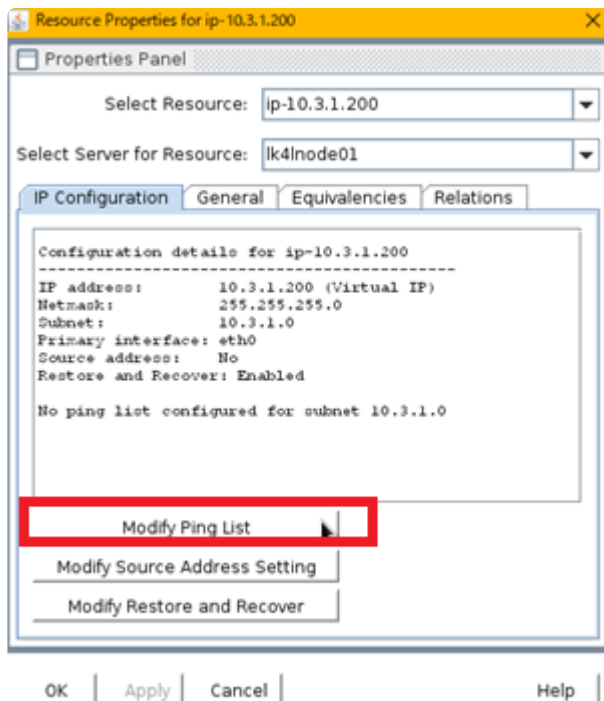 Resource Properties for ip-10.3.1.200
Properties Panel
Select Resource: ip-10.3.1.200
Select Server for Resource: lk4lnode01
IP Configuration General Equivalencies Relations
Configuration details for ip-10.3.1.200
--------------------------------------------
IP address: 10.3.1.200 (Virtual IP)
Netmask: 255.255.255.0
Subnet: 10.3.1.0
Primary interface: eth0
Source address: No
Restore and Recover: Enabled
No ping list configured for subnet 10.3.1.0
Modify Ping List
Modify Source Address Setting
Modify Restore and Recover
OK Apply Cancel Help